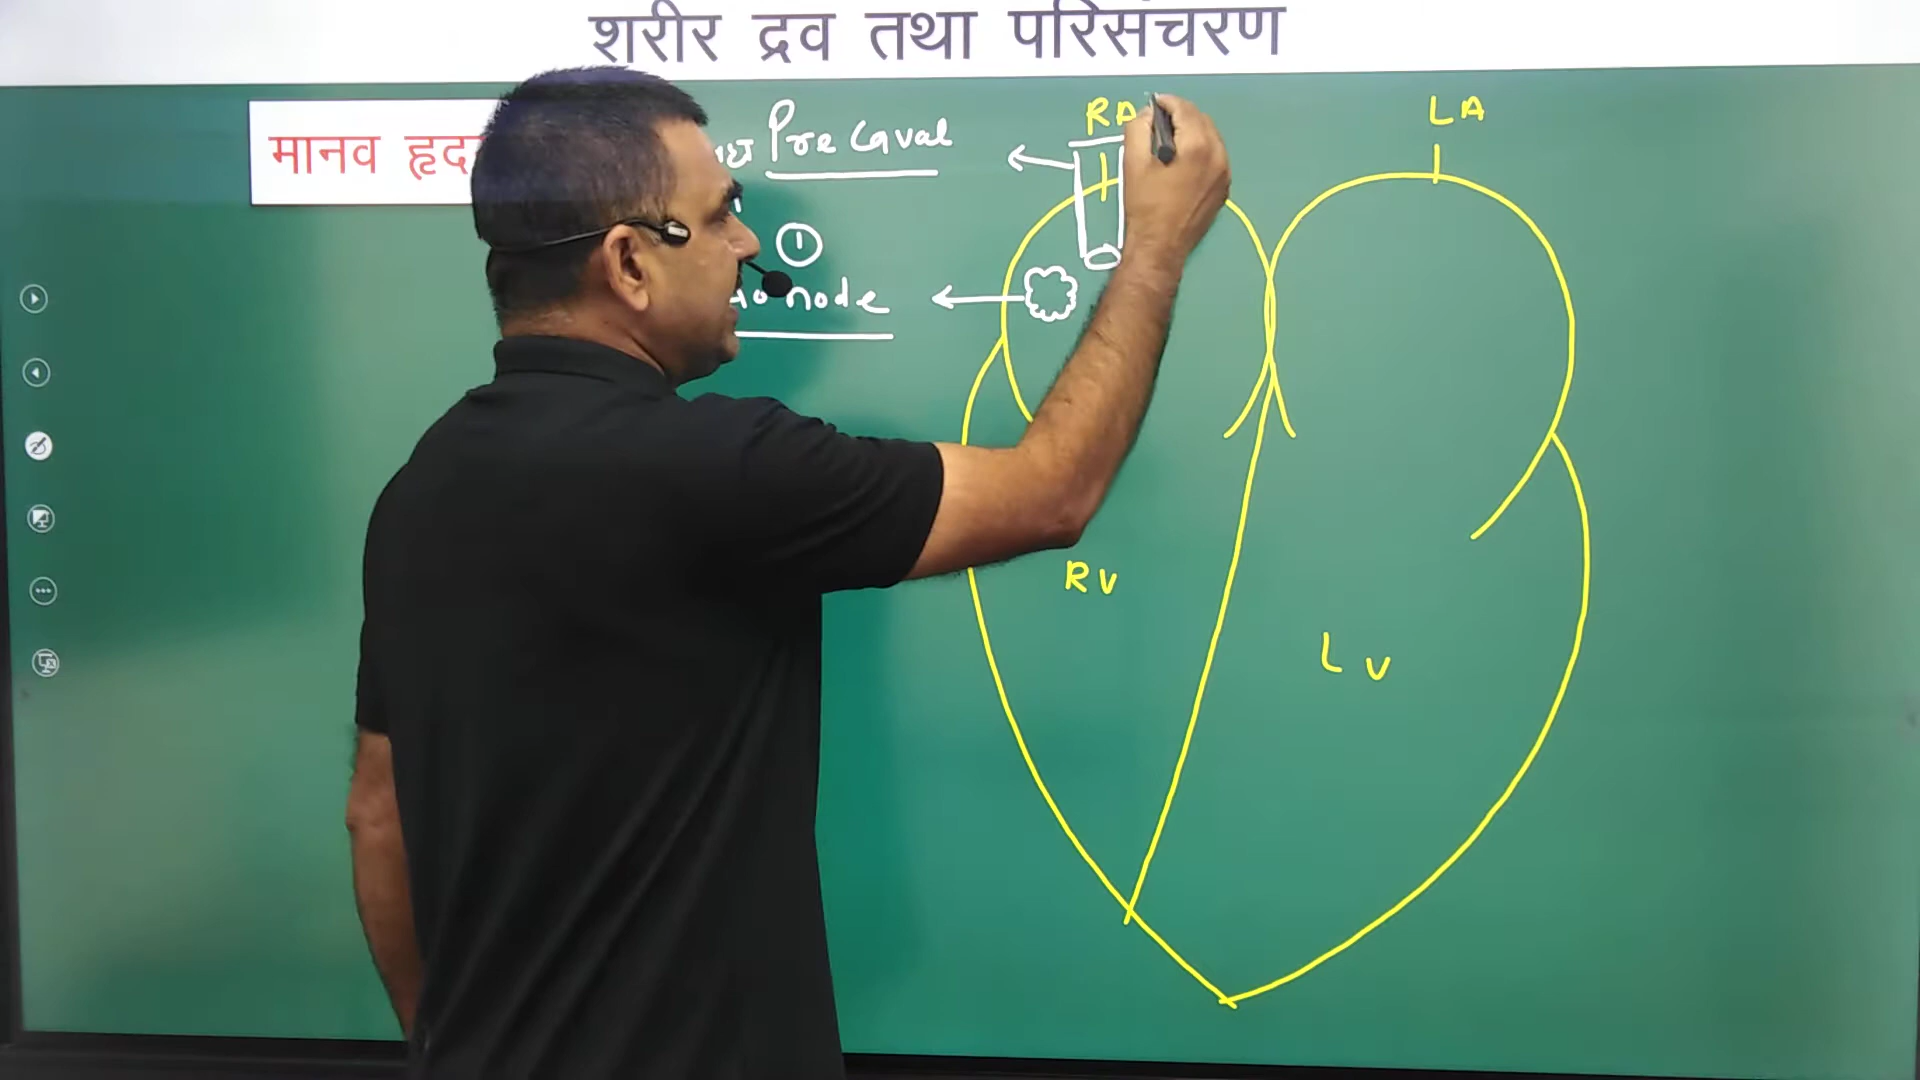 शरीर द्रव तथा परिसंचरण
मानव
Pre Caval
RA
LA
1
node
RV
LV